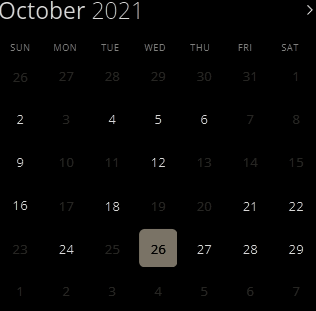 October 2021
SUN MON TUE WED THU FRI SAT
26 27 28 29 30 31 1
2 3 4 5 6 7 8
9 10 11 12 13 14 15
16 17 18 19 20 21 22
23 24 25 26 27 28 29
1 2 3 4 5 6 7